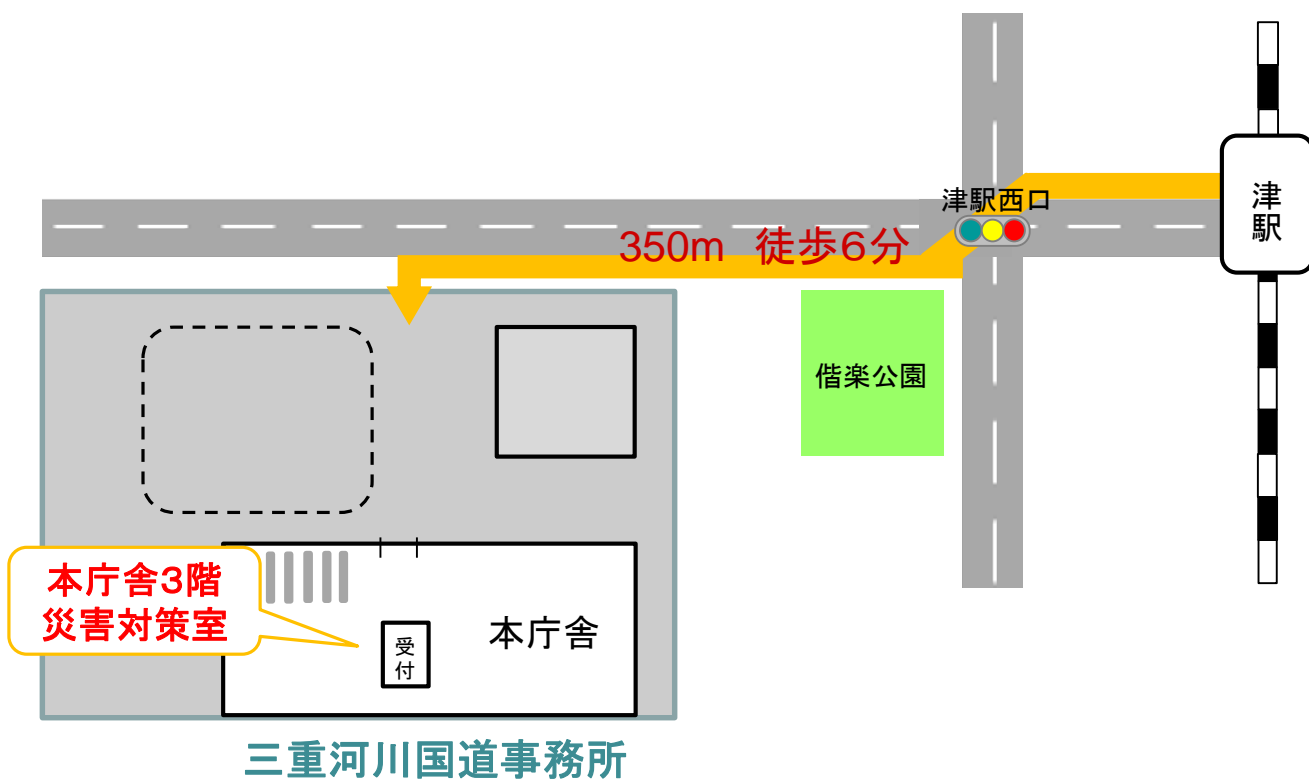 津駅西口
津駅
350m 徒歩6分
偕楽公園
本庁舎3階
災害対策室
受付
本庁舎
三重河川国道事務所